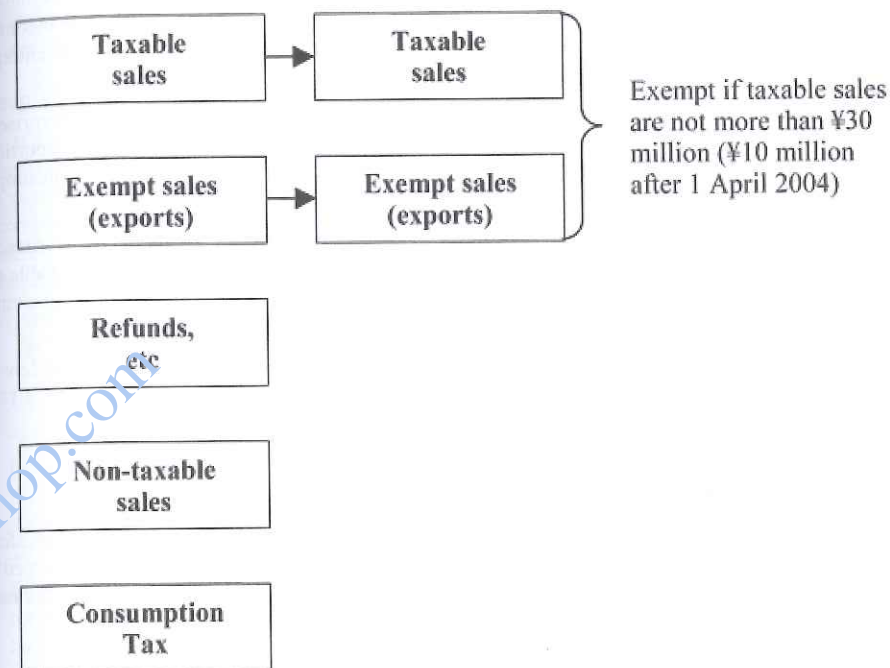 Taxable
sales
Taxable
sales
Exempt if taxable sales
are not more than ¥30
million (¥10 million
after 1 April 2004)
Exempt sales
(exports)
Exempt sales
(exports)
Refunds,
etc
Non-taxable
sales
Consumption
Tax